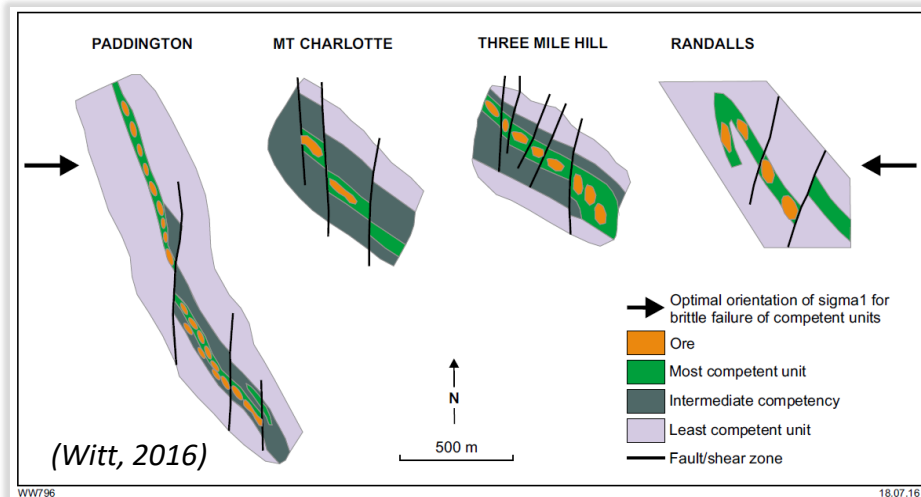 PADDINGTON
MT CHARLOTTE
THREE MILE HILL
RANDALLS
Optimal orientation of sigma1 for
brittle failure of competent units
Ore
Most competent unit
Intermediate competency
Least competent unit
Fault/shear zone
N
500 m
(Witt, 2016)
WW796
18.07.16